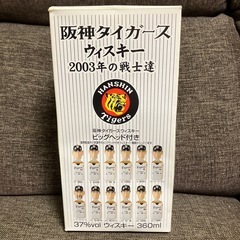 阪神タイガース
ウィスキー
2003年の戦士達
HANSHIN
Tigers
阪神タイガースウィスキー
ビッグヘッド付き
37%vol ウィスキー 360ml